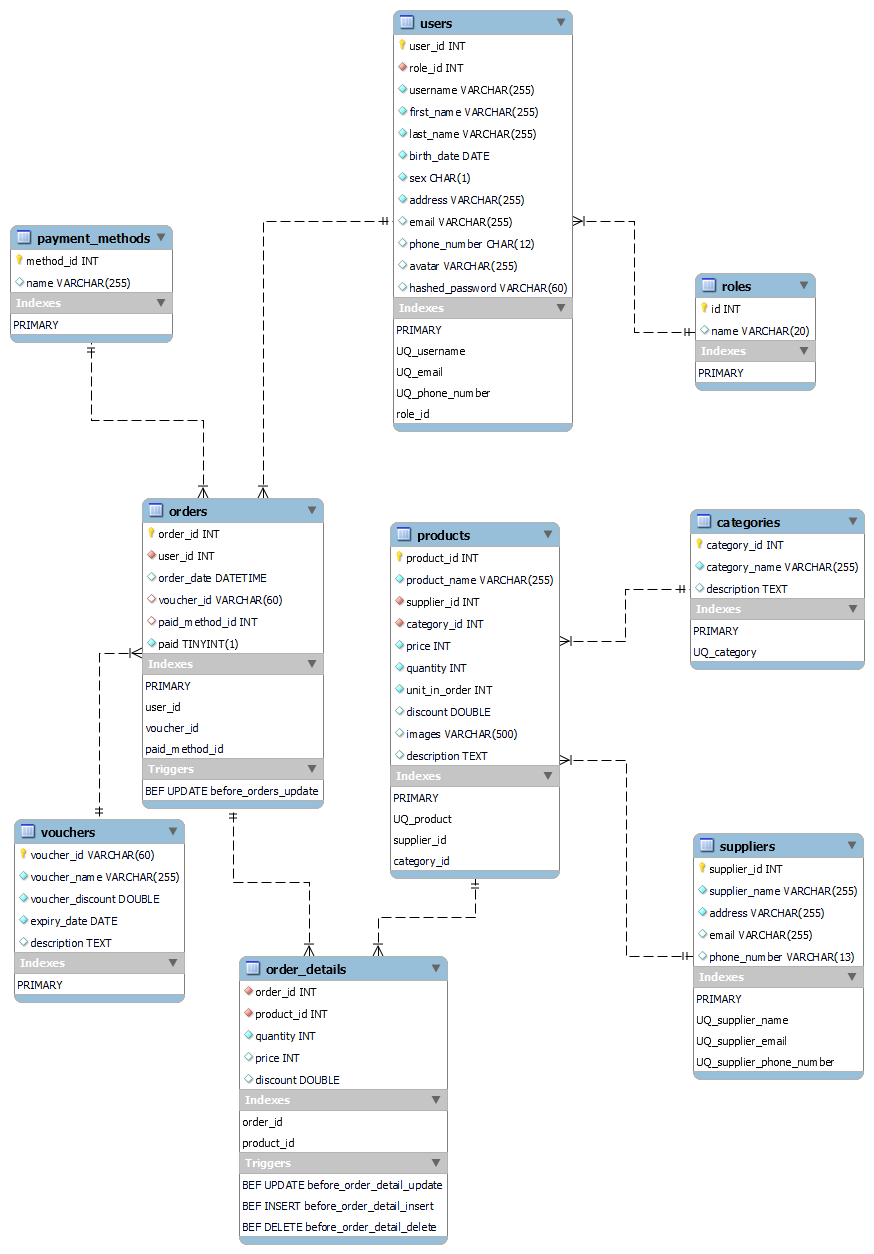 users
user_id INT
role_id INT
username VARCHAR(255)
first_name VARCHAR(255)
last_name VARCHAR(255)
birth_date DATE
sex CHAR(1)
address VARCHAR(255)
email VARCHAR(255)
phone_number CHAR(12)
avatar VARCHAR(255)
hashed_password VARCHAR(60)
Indexes
PRIMARY
UQ_username
UQ_email
UQ_phone_number
role_id
payment_methods
method_id INT
name VARCHAR(255)
Indexes
PRIMARY
roles
id INT
name VARCHAR(20)
Indexes
PRIMARY
orders
order_id INT
user_id INT
order_date DATETIME
voucher_id VARCHAR(60)
paid_method_id INT
paid TINYINT(1)
Indexes
PRIMARY
user_id
voucher_id
paid_method_id
Triggers
BEF UPDATE before_orders_update
products
product_id INT
product_name VARCHAR(255)
supplier_id INT
category_id INT
price INT
quantity INT
unit_in_order INT
discount DOUBLE
images VARCHAR(500)
description TEXT
Indexes
PRIMARY
UQ_product
supplier_id
category_id
categories
category_id INT
category_name VARCHAR(255)
description TEXT
Indexes
PRIMARY
UQ_category
vouchers
voucher_id VARCHAR(60)
voucher_name VARCHAR(255)
voucher_discount DOUBLE
expiry_date DATE
description TEXT
Indexes
PRIMARY
suppliers
supplier_id INT
supplier_name VARCHAR(255)
address VARCHAR(255)
email VARCHAR(255)
phone_number VARCHAR(13)
Indexes
PRIMARY
UQ_supplier_name
UQ_supplier_email
UQ_supplier_phone_number
order_details
order_id INT
product_id INT
quantity INT
price INT
discount DOUBLE
Indexes
order_id
product_id
Triggers
BEF UPDATE before_order_detail_update
BEF INSERT before_order_detail_insert
BEF DELETE before_order_detail_delete